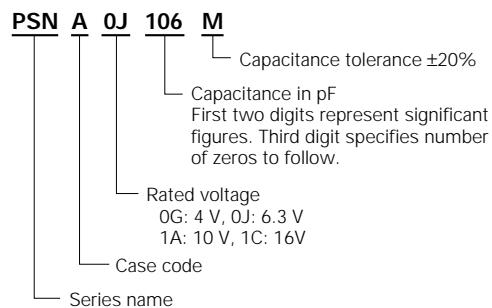 PSN A 0J 106 M
Capacitance tolerance ±20%
Capacitance in pF
First two digits represent significant
figures. Third digit specifies number
of zeros to follow.
Rated voltage
0G: 4 V, 0J: 6.3 V
1A: 10 V, 1C: 16V
Case code
Series name